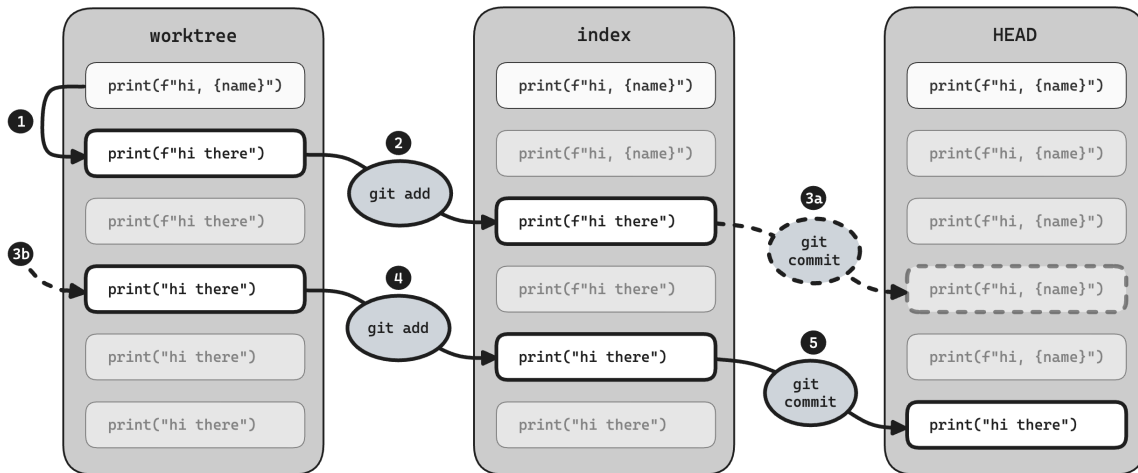 worktree
index
HEAD
print(f"hi, {name}")
print(f"hi, {name}")
print(f"hi, {name}")
1
2
print(f"hi there")
print(f"hi, {name}")
print(f"hi, {name}")
git add
3a
print(f"hi there")
print(f"hi there")
print(f"hi, {name}")
git
commit
3b
4
print("hi there")
print(f"hi there")
print(f"hi, {name}")
git add
5
print("hi there")
print("hi there")
print(f"hi, {name}")
git
commit
print("hi there")
print("hi there")
print("hi there")